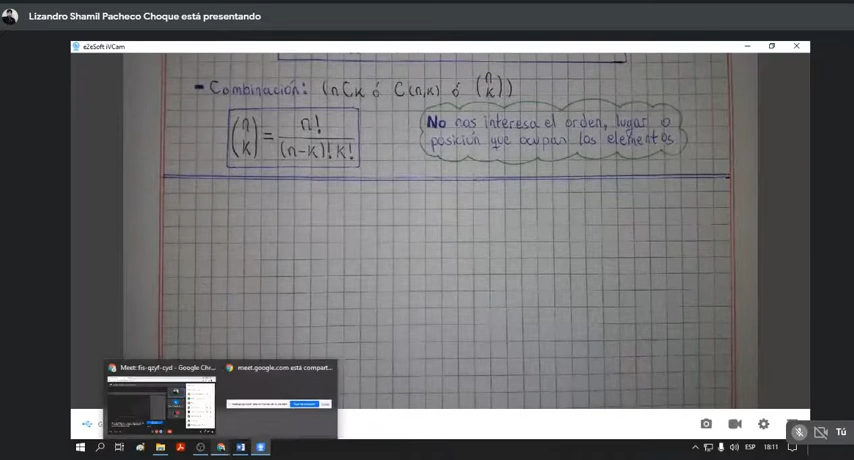 Lizandro Shamil Pacheco Choque está presentando
e2eSoft iVCam
- Combinación: (nCk ó C(n,k) ó (n k))
(n k) = n! / (n-k)! k!
No nos interesa el orden, lugar o
posición que ocupan los elementos
Meet: fis-qzyf-cyd - Google Chr...
meet.google.com está compart...
Tú
ESP
18:11